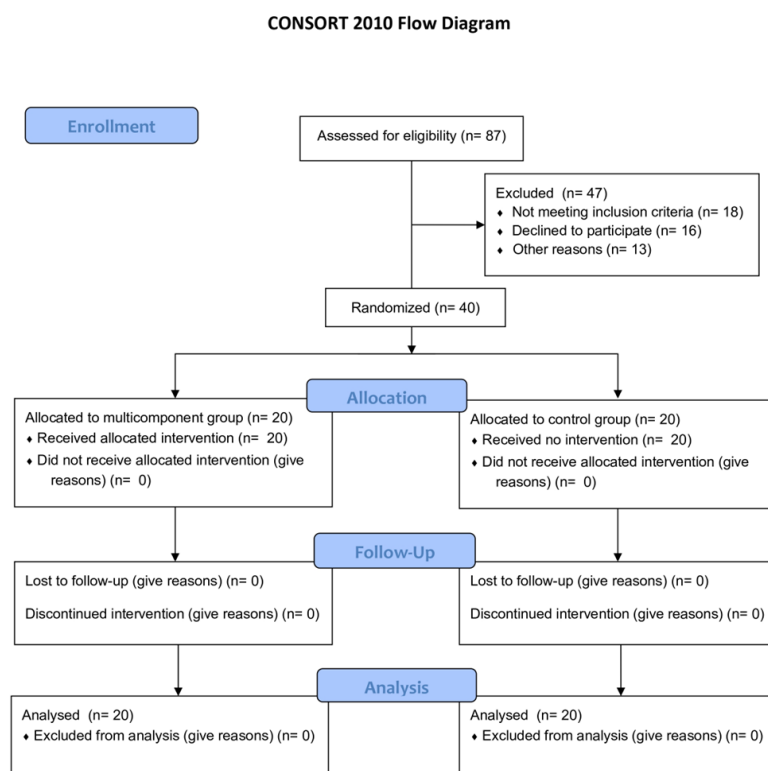 CONSORT 2010 Flow Diagram
Enrollment
Assessed for eligibility (n= 87)
Excluded (n= 47)
♦ Not meeting inclusion criteria (n= 18)
♦ Declined to participate (n= 16)
♦ Other reasons (n= 13)
Randomized (n= 40)
Allocation
Allocated to multicomponent group (n= 20)
♦ Received allocated intervention (n= 20)
♦ Did not receive allocated intervention (give
reasons) (n= 0)
Allocated to control group (n= 20)
♦ Received no intervention (n= 20)
♦ Did not receive allocated intervention (give
reasons) (n= 0)
Follow-Up
Lost to follow-up (give reasons) (n= 0)
Discontinued intervention (give reasons) (n= 0)
Lost to follow-up (give reasons) (n= 0)
Discontinued intervention (give reasons) (n= 0)
Analysis
Analysed (n= 20)
♦ Excluded from analysis (give reasons) (n= 0)
Analysed (n= 20)
♦ Excluded from analysis (give reasons) (n= 0)